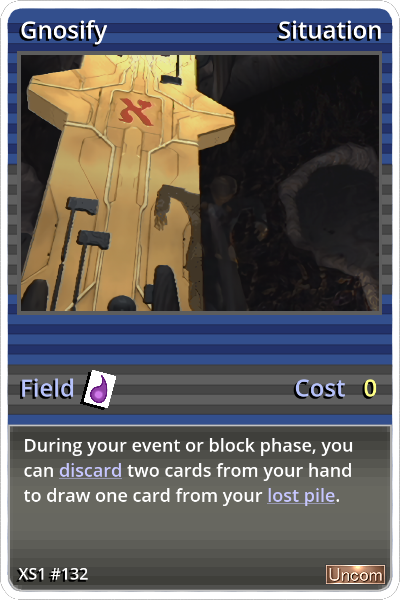 Gnosify Situation
א
Field Cost 0
During your event or block phase, you
can discard two cards from your hand
to draw one card from your lost pile.
XS1 #132 Uncom